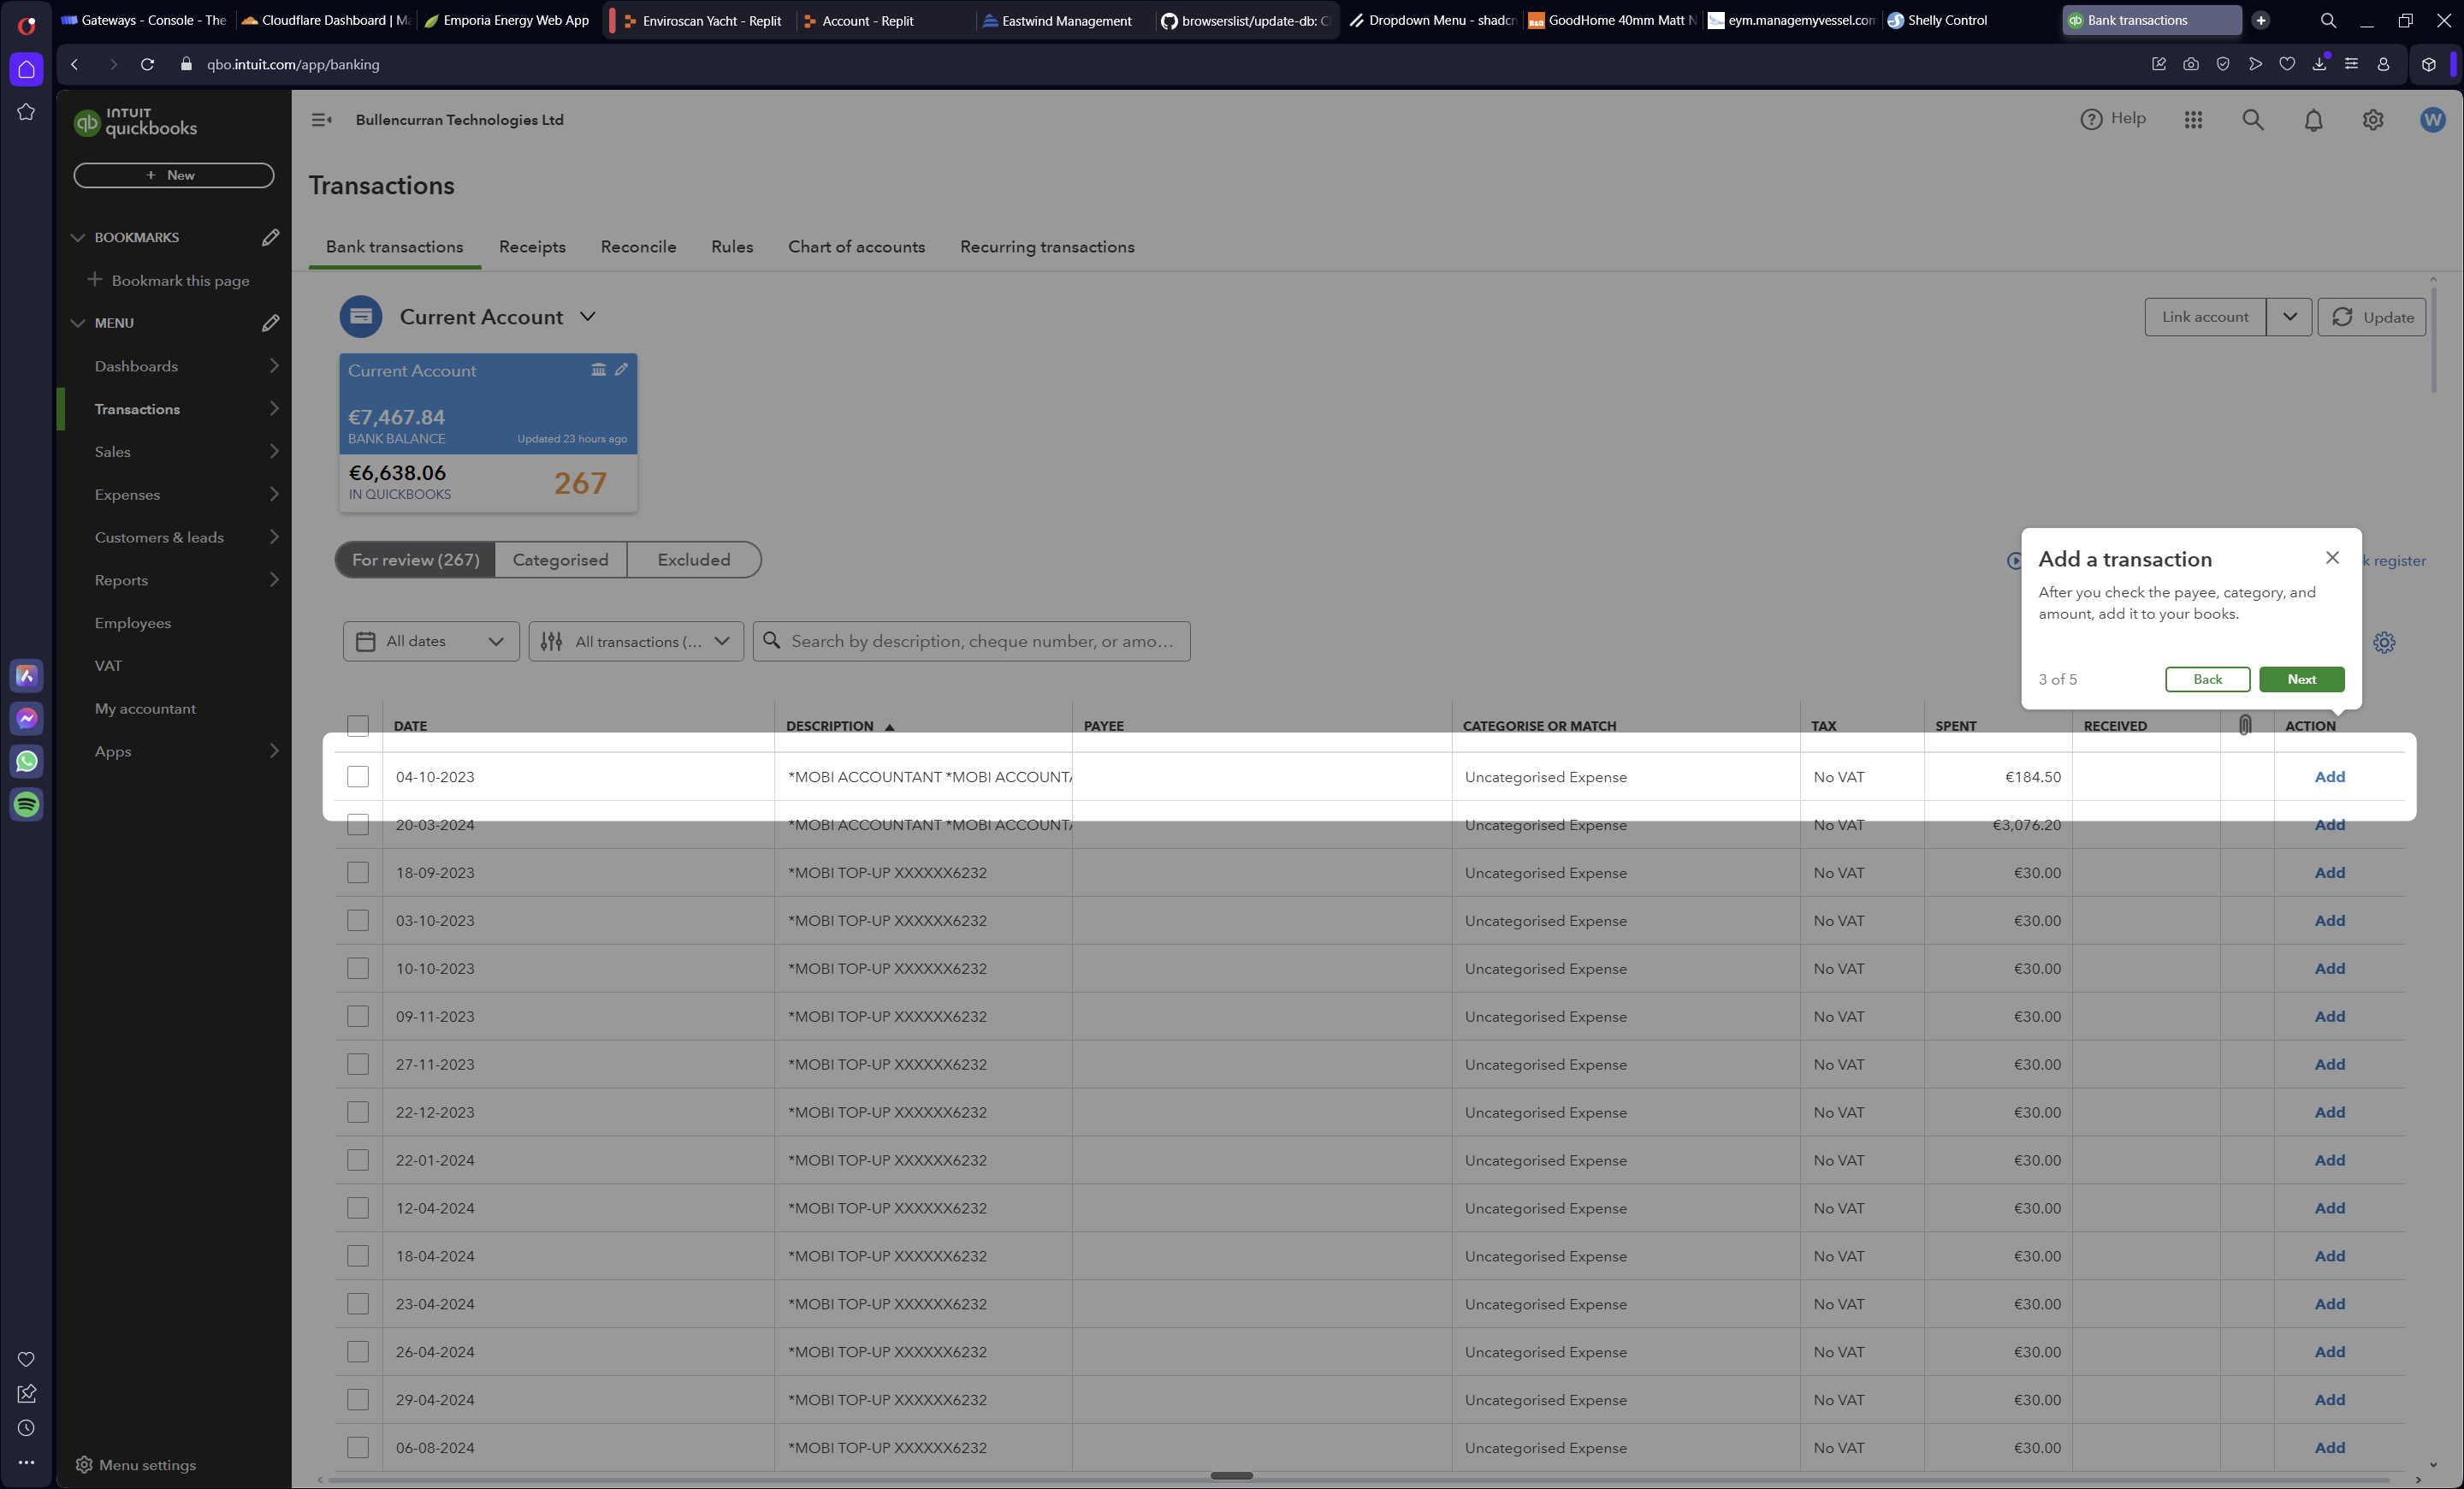 Gateways - Console - The
Cloudflare Dashboard | Ma
Emporia Energy Web App
Enviroscan Yacht - Replit
Account - Replit
Eastwind Management
browserslist/update-db: C
Dropdown Menu - shadcn
GoodHome 40mm Matt N
eym.managemyvessel.com
Shelly Control
Bank transactions
qbo.intuit.com/app/banking
INTUIT
quickbooks
Bullencurran Technologies Ltd
Help
W
+ New
Transactions
BOOKMARKS
Bookmark this page
MENU
Dashboards
Transactions
Sales
Expenses
Customers & leads
Reports
Employees
VAT
My accountant
Apps
Menu settings
Bank transactions Receipts Reconcile Rules Chart of accounts Recurring transactions
Current Account
Link account
Update
Current Account
€7,467.84
BANK BALANCE Updated 23 hours ago
€6,638.06
IN QUICKBOOKS
267
For review (267) Categorised Excluded
k register
Add a transaction
After you check the payee, category, and
amount, add it to your books.
3 of 5 Back Next
All dates
All transactions (...
Search by description, cheque number, or amo...
DATE DESCRIPTION PAYEE CATEGORISE OR MATCH TAX SPENT RECEIVED ACTION
04-10-2023 *MOBI ACCOUNTANT *MOBI ACCOUNTA Uncategorised Expense No VAT €184.50 Add
20-03-2024 *MOBI ACCOUNTANT *MOBI ACCOUNTA Uncategorised Expense No VAT €3,076.20 Add
18-09-2023 *MOBI TOP-UP XXXXXX6232 Uncategorised Expense No VAT €30.00 Add
03-10-2023 *MOBI TOP-UP XXXXXX6232 Uncategorised Expense No VAT €30.00 Add
10-10-2023 *MOBI TOP-UP XXXXXX6232 Uncategorised Expense No VAT €30.00 Add
09-11-2023 *MOBI TOP-UP XXXXXX6232 Uncategorised Expense No VAT €30.00 Add
27-11-2023 *MOBI TOP-UP XXXXXX6232 Uncategorised Expense No VAT €30.00 Add
22-12-2023 *MOBI TOP-UP XXXXXX6232 Uncategorised Expense No VAT €30.00 Add
22-01-2024 *MOBI TOP-UP XXXXXX6232 Uncategorised Expense No VAT €30.00 Add
12-04-2024 *MOBI TOP-UP XXXXXX6232 Uncategorised Expense No VAT €30.00 Add
18-04-2024 *MOBI TOP-UP XXXXXX6232 Uncategorised Expense No VAT €30.00 Add
23-04-2024 *MOBI TOP-UP XXXXXX6232 Uncategorised Expense No VAT €30.00 Add
26-04-2024 *MOBI TOP-UP XXXXXX6232 Uncategorised Expense No VAT €30.00 Add
29-04-2024 *MOBI TOP-UP XXXXXX6232 Uncategorised Expense No VAT €30.00 Add
06-08-2024 *MOBI TOP-UP XXXXXX6232 Uncategorised Expense No VAT €30.00 Add